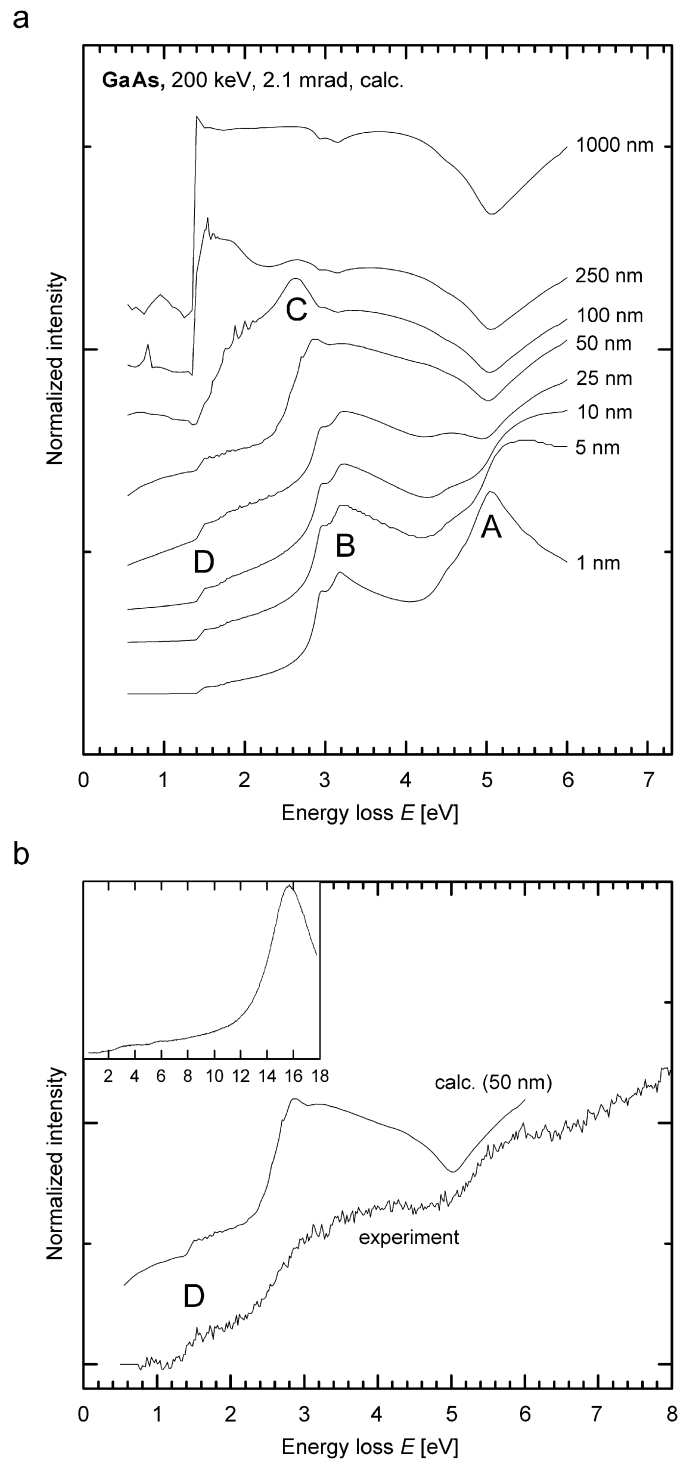 a
GaAs, 200 keV, 2.1 mrad, calc.
1000 nm
250 nm
C
100 nm
50 nm
25 nm
10 nm
5 nm
A
B
D
1 nm
Normalized intensity
0 1 2 3 4 5 6 7
Energy loss E [eV]
b
2 4 6 8 10 12 14 16 18
calc. (50 nm)
experiment
D
Normalized intensity
0 1 2 3 4 5 6 7 8
Energy loss E [eV]